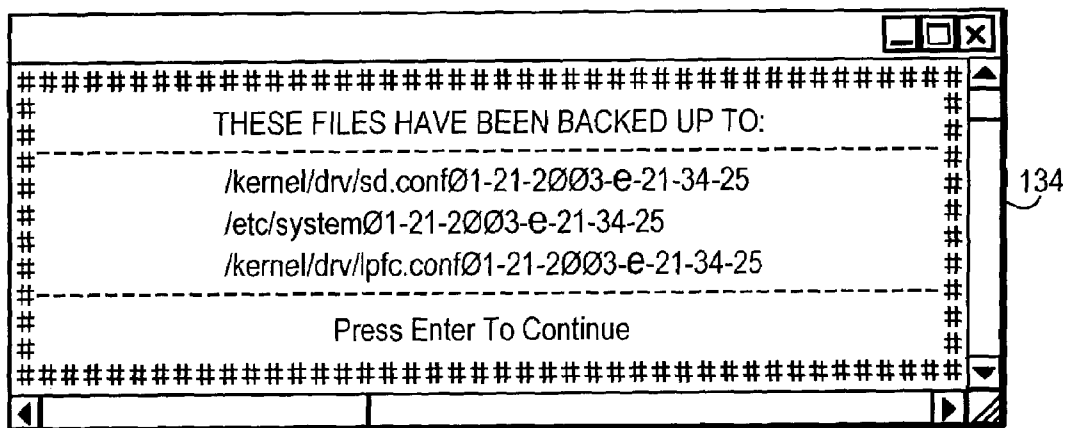 ##########################################
# THESE FILES HAVE BEEN BACKED UP TO: #
#----------------------------------------#
# /kernel/drv/sd.confØ1-21-2ØØ3-e-21-34-25 #
# /etc/systemØ1-21-2ØØ3-e-21-34-25 #
# /kernel/drv/lpfc.confØ1-21-2ØØ3-e-21-34-25 #
#----------------------------------------#
# Press Enter To Continue #
##########################################
134